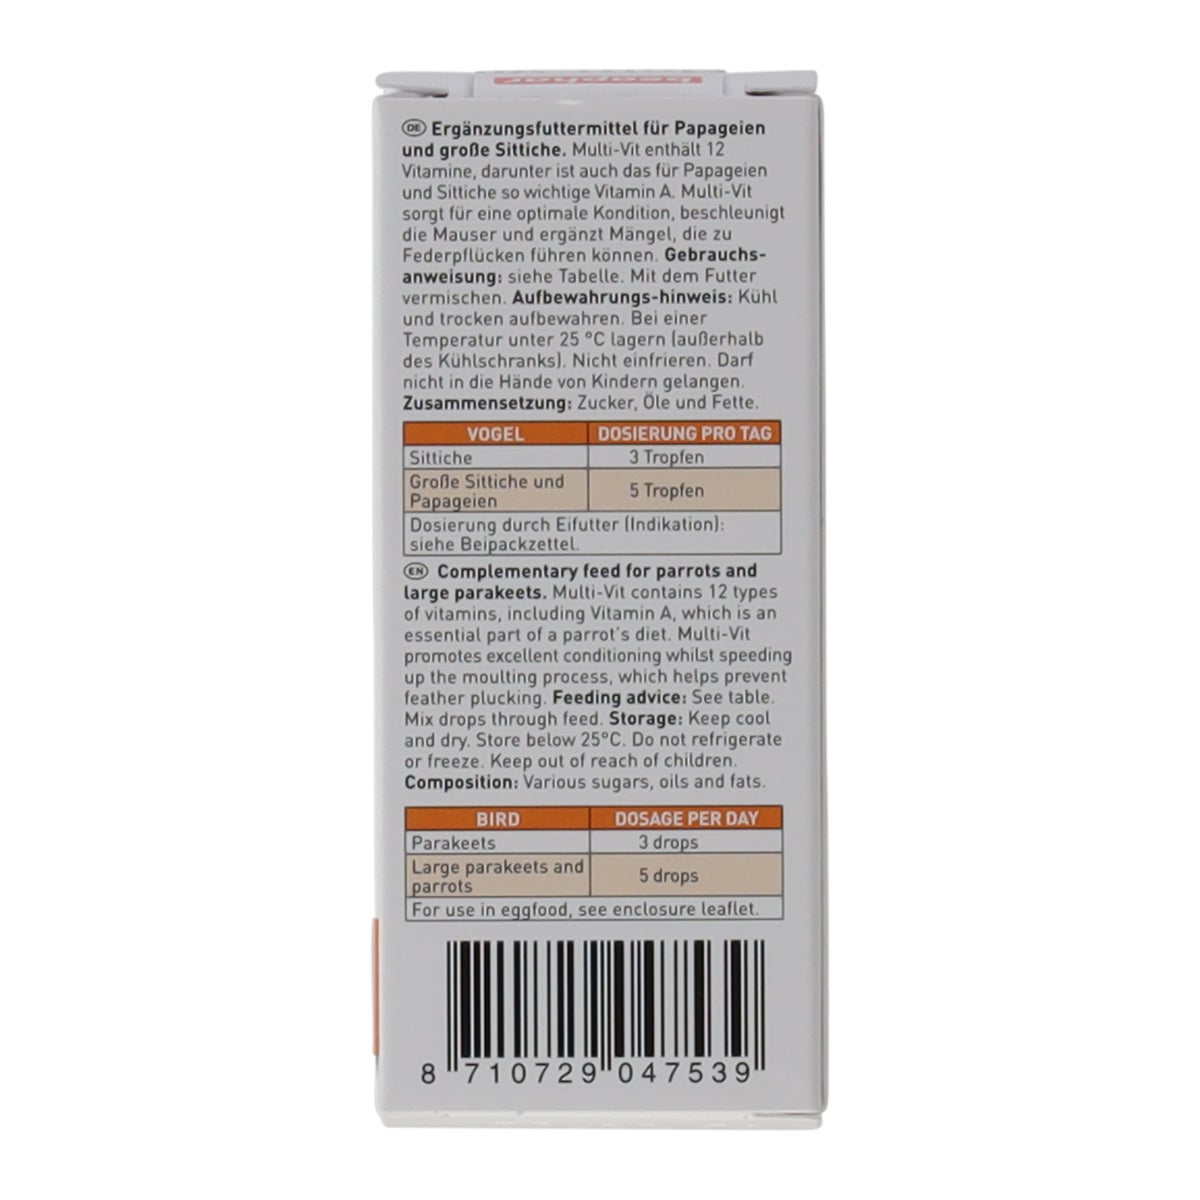 beaphar
DE Ergänzungsfuttermittel für Papageien
und große Sittiche. Multi-Vit enthält 12
Vitamine, darunter ist auch das für Papageien
und Sittiche so wichtige Vitamin A. Multi-Vit
sorgt für eine optimale Kondition, beschleunigt
die Mauser und ergänzt Mängel, die zu
Federpflücken führen können. Gebrauchs-
anweisung: siehe Tabelle. Mit dem Futter
vermischen. Aufbewahrungs-hinweis: Kühl
und trocken aufbewahren. Bei einer
Temperatur unter 25 °C lagern (außerhalb
des Kühlschranks). Nicht einfrieren. Darf
nicht in die Hände von Kindern gelangen.
Zusammensetzung: Zucker, Öle und Fette.
VOGEL DOSIERUNG PRO TAG
Sittiche 3 Tropfen
Große Sittiche und
Papageien 5 Tropfen
Dosierung durch Eifutter (Indikation):
siehe Beipackzettel.
EN Complementary feed for parrots and
large parakeets. Multi-Vit contains 12 types
of vitamins, including Vitamin A, which is an
essential part of a parrot's diet. Multi-Vit
promotes excellent conditioning whilst speeding
up the moulting process, which helps prevent
feather plucking. Feeding advice: See table.
Mix drops through feed. Storage: Keep cool
and dry. Store below 25°C. Do not refrigerate
or freeze. Keep out of reach of children.
Composition: Various sugars, oils and fats.
BIRD DOSAGE PER DAY
Parakeets 3 drops
Large parakeets and
parrots 5 drops
For use in eggfood, see enclosure leaflet.
8 710729 047539